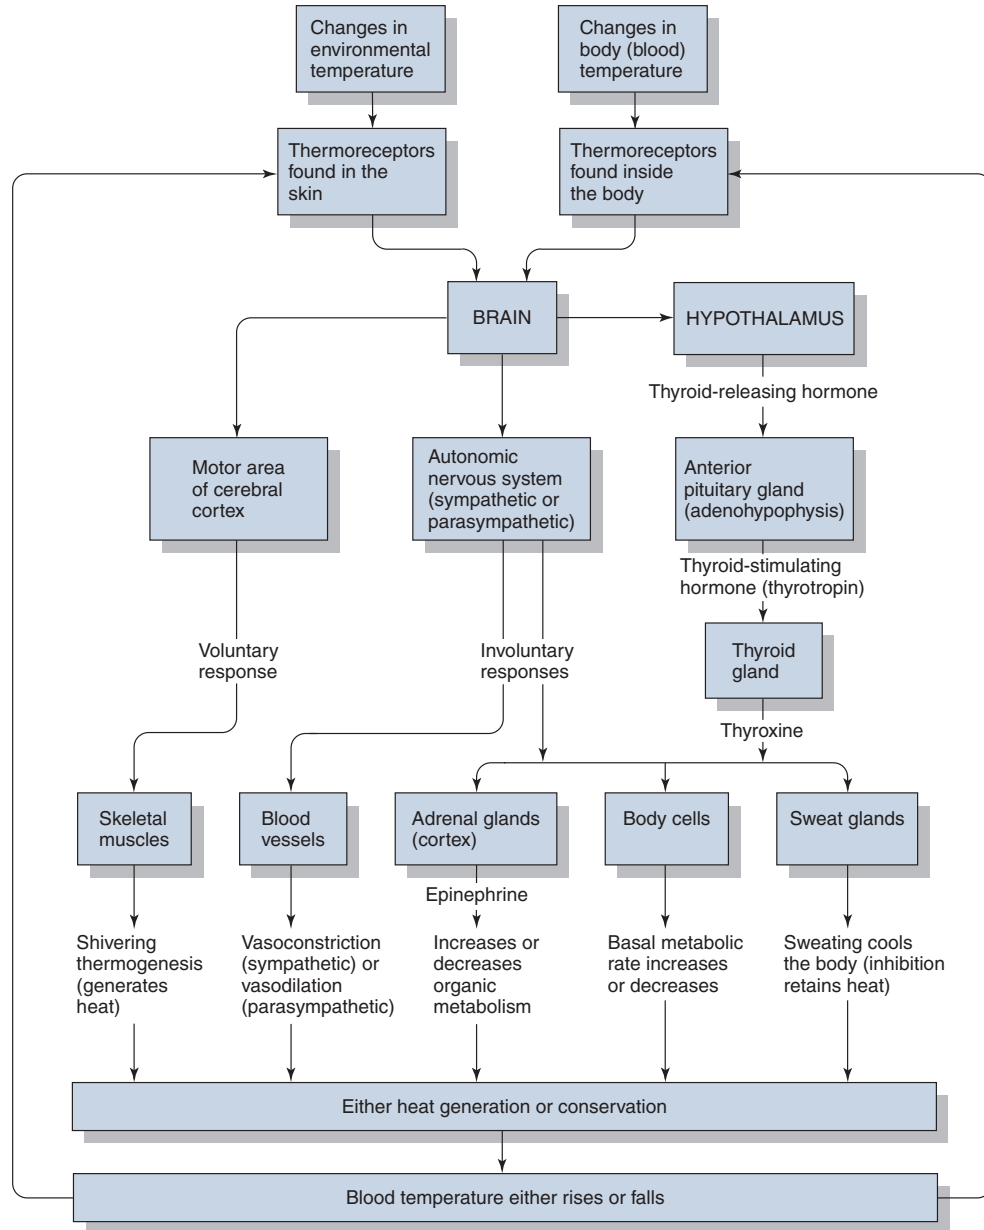 Changes in
environmental
temperature
Changes in
body (blood)
temperature
Thermoreceptors
found in the
skin
Thermoreceptors
found inside
the body
BRAIN
HYPOTHALAMUS
Thyroid-releasing hormone
Motor area
of cerebral
cortex
Autonomic
nervous system
(sympathetic or
parasympathetic)
Anterior
pituitary gland
(adenohypophysis)
Thyroid-stimulating
hormone (thyrotropin)
Voluntary
response
Involuntary
responses
Thyroid
gland
Thyroxine
Skeletal
muscles
Blood
vessels
Adrenal glands
(cortex)
Body cells
Sweat glands
Epinephrine
Shivering
thermogenesis
(generates
heat)
Vasoconstriction
(sympathetic) or
vasodilation
(parasympathetic)
Increases or
decreases
organic
metabolism
Basal metabolic
rate increases
or decreases
Sweating cools
the body (inhibition
retains heat)
Either heat generation or conservation
Blood temperature either rises or falls